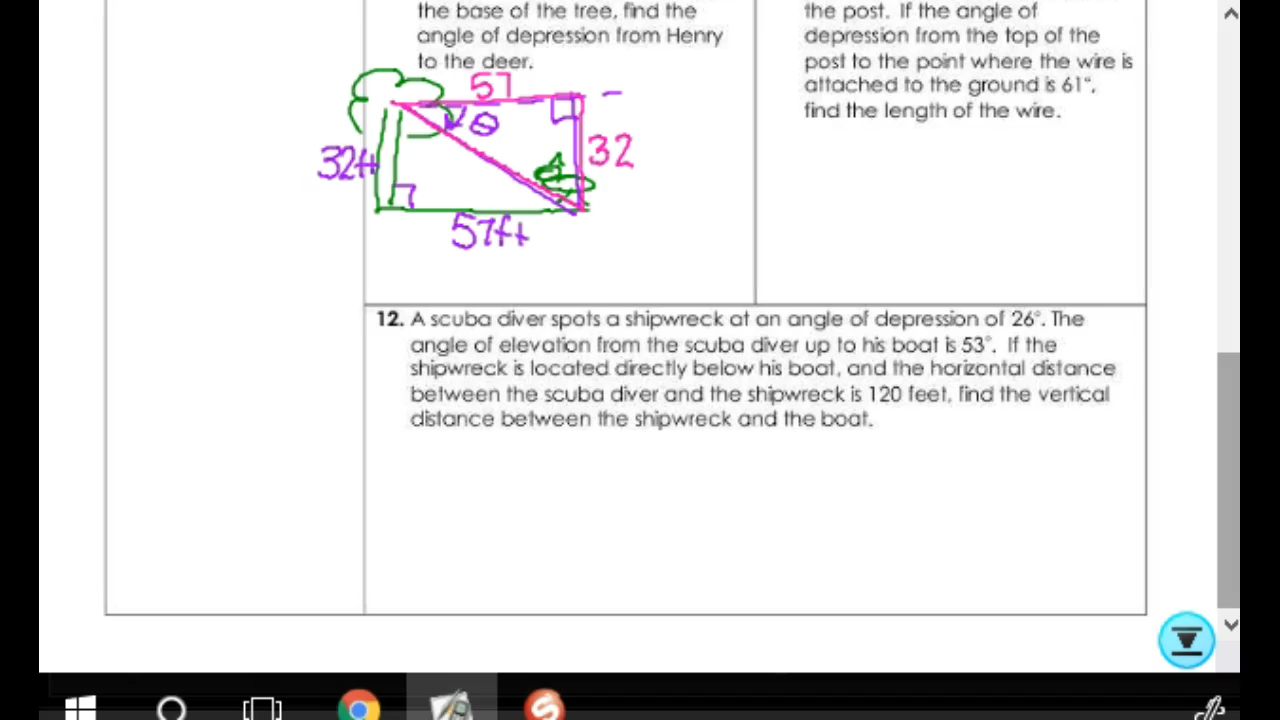 the base of the tree, find the
angle of depression from Henry
to the deer.
57
θ
32
32ft
57ft
the post. If the angle of
depression from the top of the
post to the point where the wire is
attached to the ground is 61°,
find the length of the wire.
12. A scuba diver spots a shipwreck at an angle of depression of 26°. The
angle of elevation from the scuba diver up to his boat is 53°. If the
shipwreck is located directly below his boat, and the horizontal distance
between the scuba diver and the shipwreck is 120 feet, find the vertical
distance between the shipwreck and the boat.